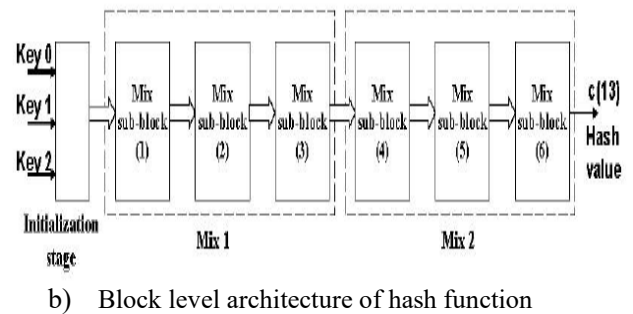 Key 0
Key 1
Key 2
Initialization
stage
Mix
sub-block
(1)
Mix
sub-block
(2)
Mix
sub-block
(3)
Mix
sub-block
(4)
Mix
sub-block
(5)
Mix
sub-block
(6)
c(13)
Hash
value
Mix 1
Mix 2
b) Block level architecture of hash function